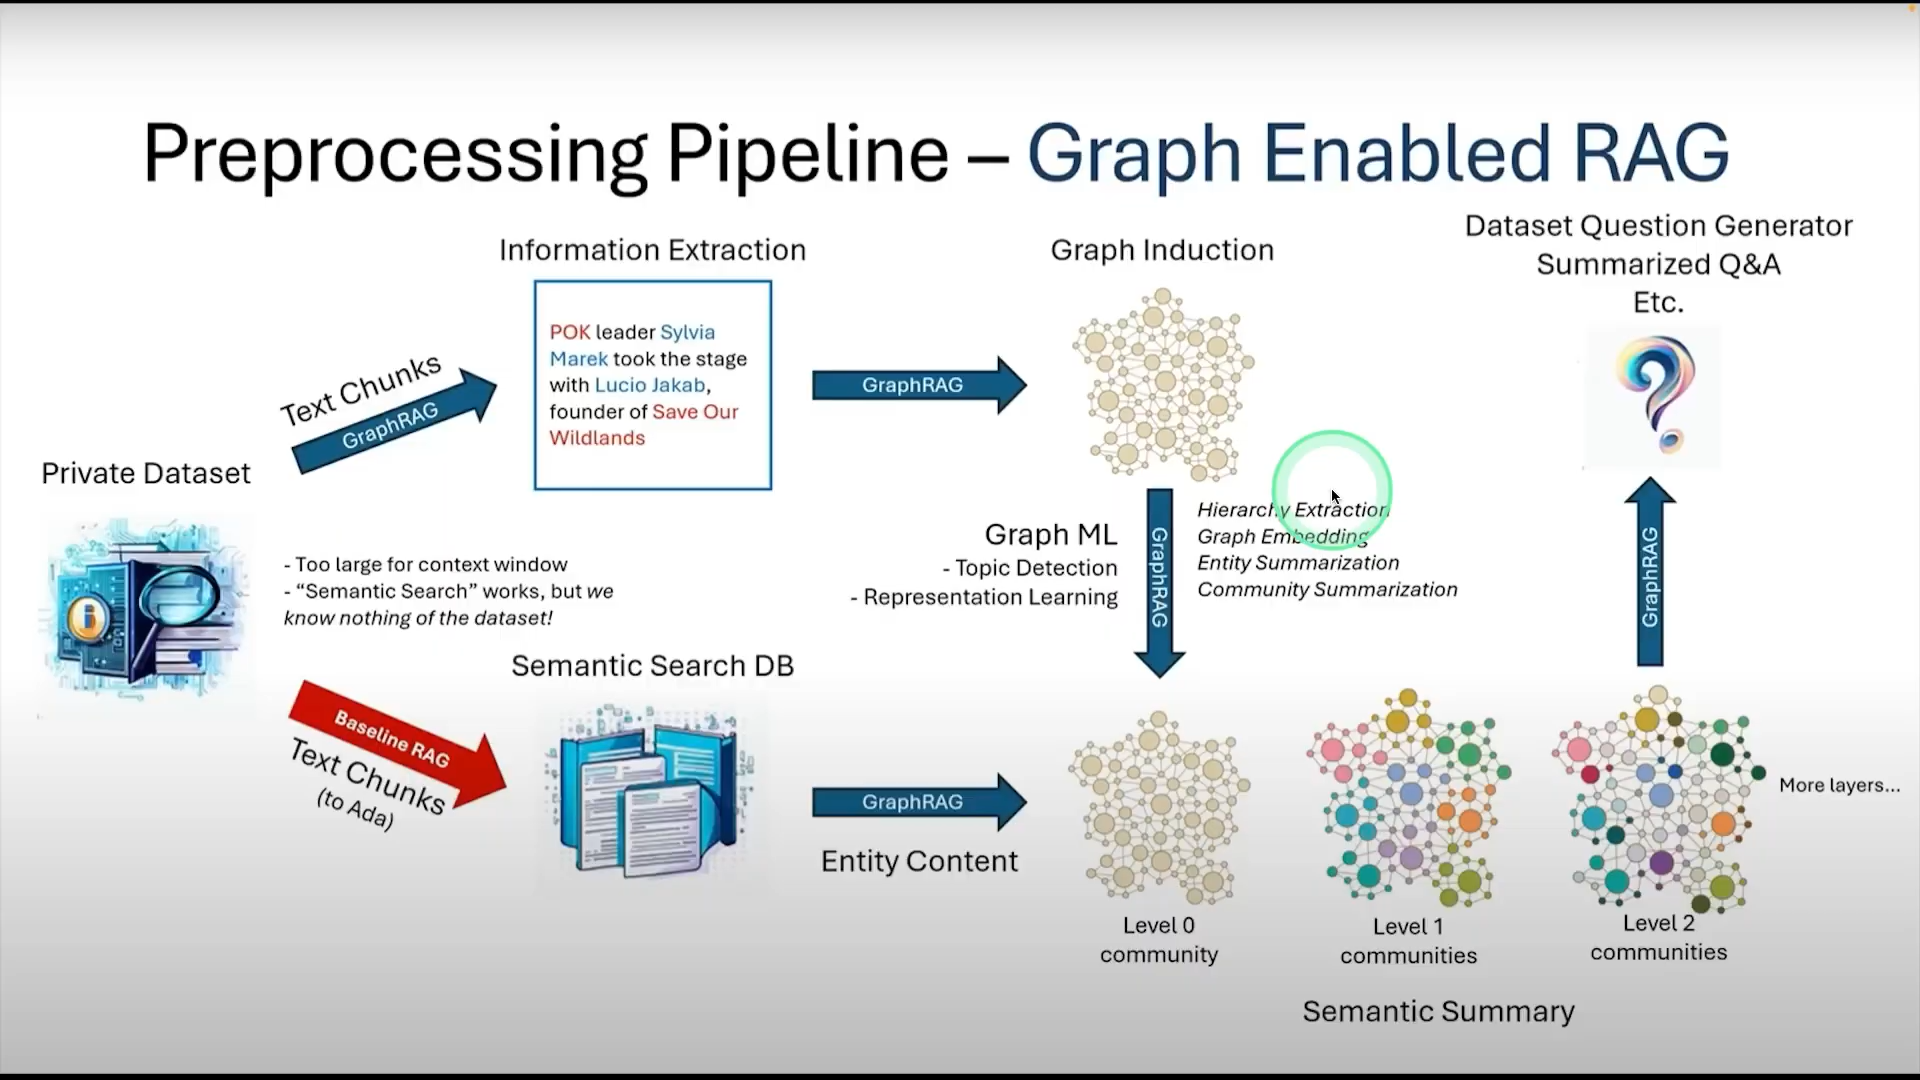 Preprocessing Pipeline – Graph Enabled RAG
Information Extraction
Graph Induction
Dataset Question Generator
Summarized Q&A
Etc.
POK leader Sylvia
Marek took the stage
with Lucio Jakab,
founder of Save Our
Wildlands
Text Chunks
GraphRAG
GraphRAG
Private Dataset
- Too large for context window
- “Semantic Search” works, but we
know nothing of the dataset!
Graph ML
- Topic Detection
- Representation Learning
GraphRAG
Hierarchy Extraction
Graph Embedding
Entity Summarization
Community Summarization
GraphRAG
Semantic Search DB
Baseline RAG
Text Chunks
(to Ada)
GraphRAG
Entity Content
More layers...
Level 0
community
Level 1
communities
Level 2
communities
Semantic Summary